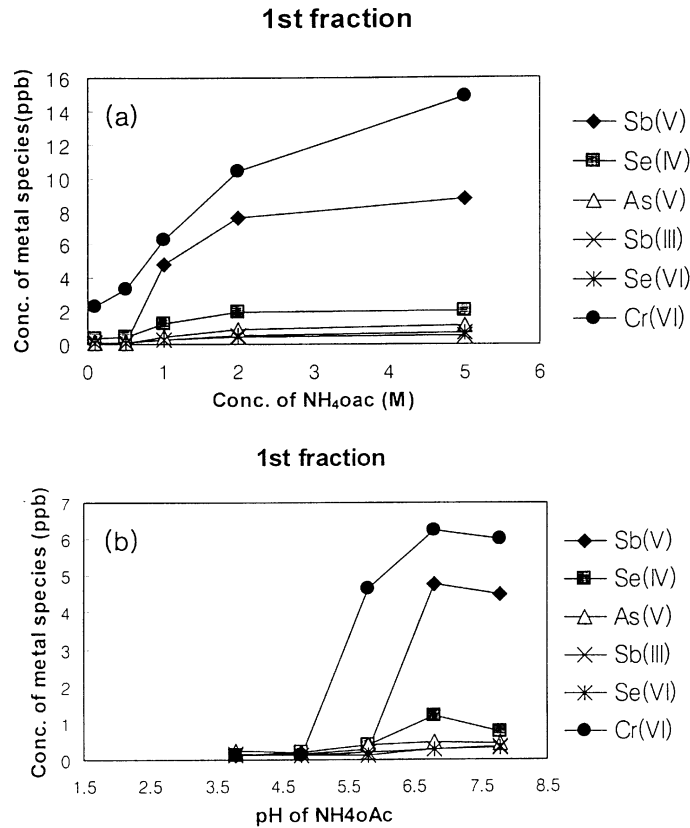 1st fraction
Conc. of metal species(ppb)
16
14
12
10
8
6
4
2
0
(a)
0 1 2 3 4 5 6
Conc. of NH₄oac (M)
Sb(V)
Se(IV)
As(V)
Sb(III)
Se(VI)
Cr(VI)
1st fraction
Conc. of metal species (ppb)
7
6
5
4
3
2
1
0
(b)
1.5 2.5 3.5 4.5 5.5 6.5 7.5 8.5
pH of NH4oAc
Sb(V)
Se(IV)
As(V)
Sb(III)
Se(VI)
Cr(VI)